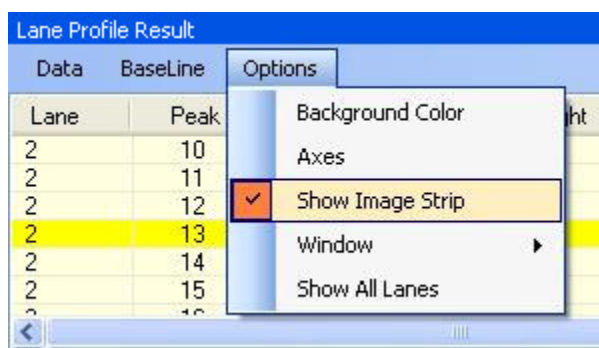 Lane Profile Result
Data BaseLine Options
Lane Peak ht
Background Color
Axes
Show Image Strip
Window
Show All Lanes
2 10
2 11
2 12
2 13
2 14
2 15